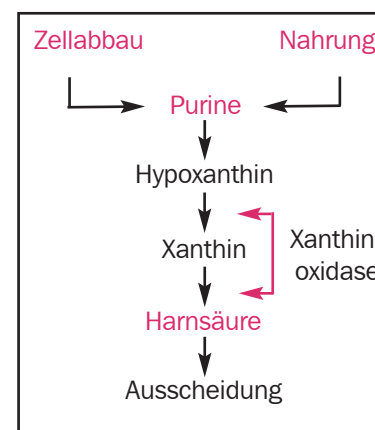 Zellabbau
Nahrung
Purine
Hypoxanthin
Xanthin
Xanthin
oxidase
Harnsäure
Ausscheidung